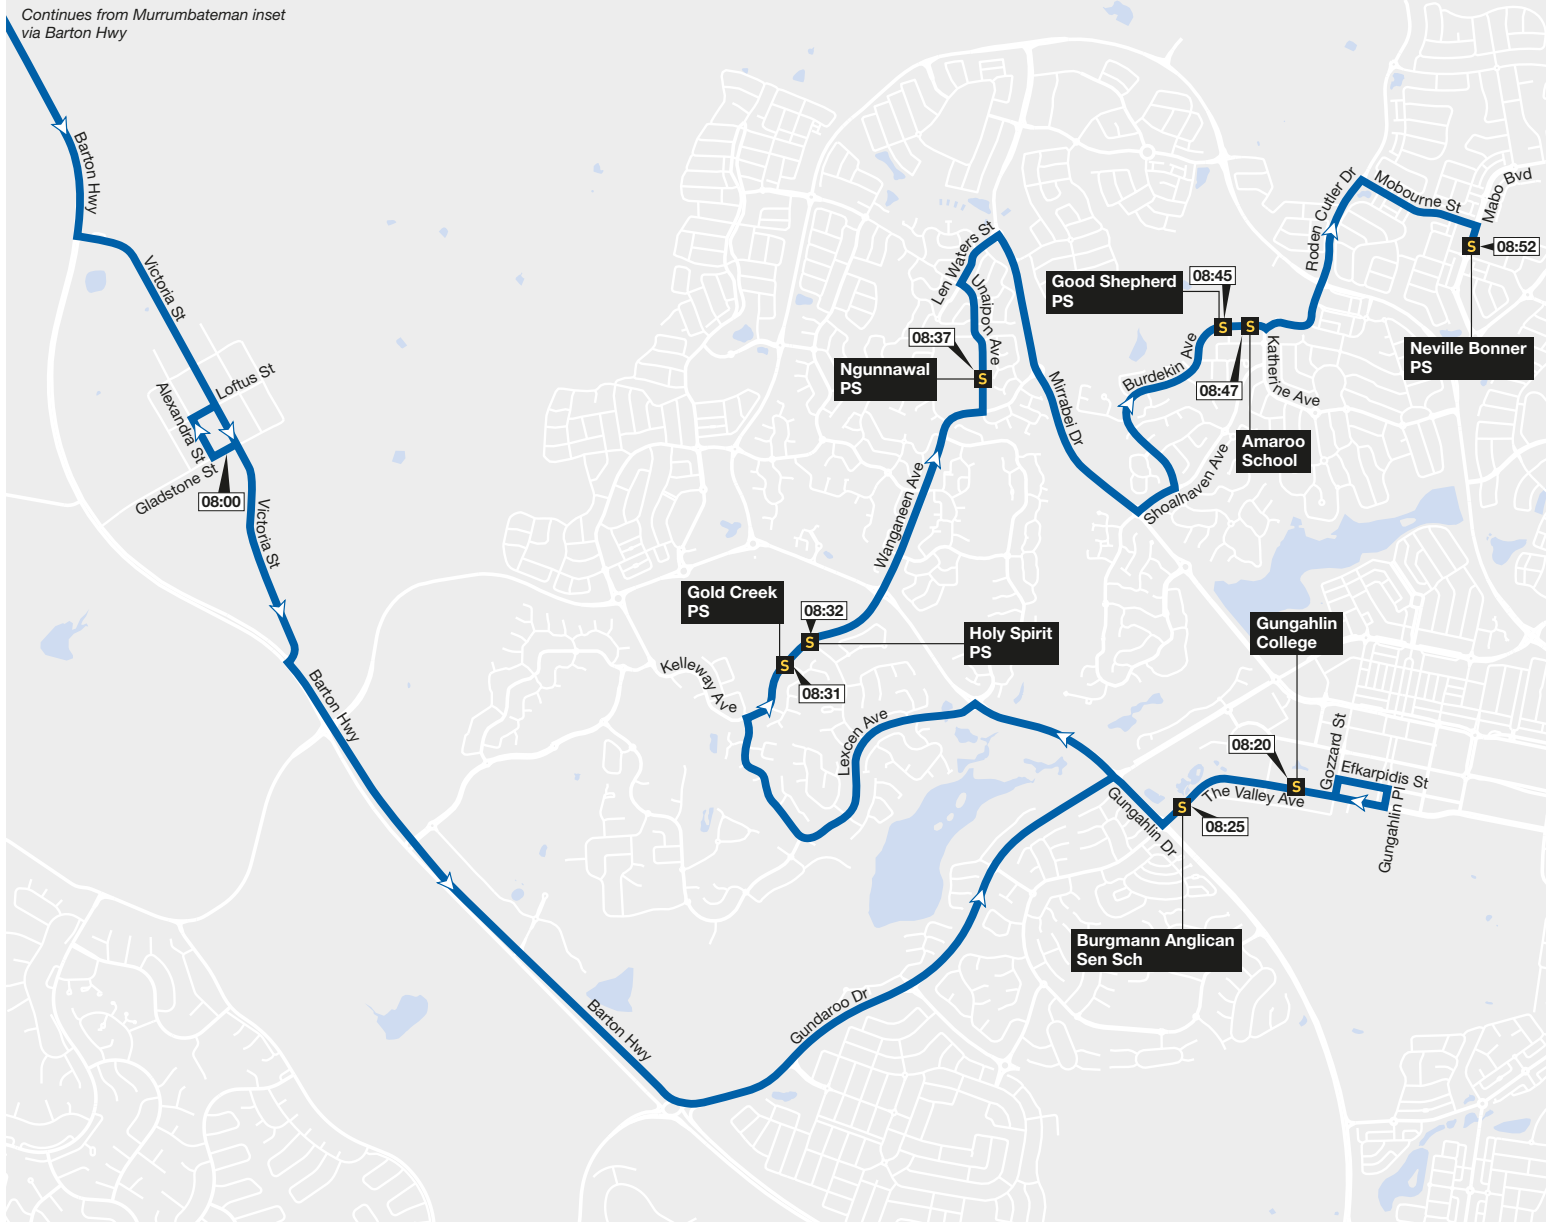 Continues from Murrumbateman inset
via Barton Hwy
Barton Hwy
Victoria St
Loftus St
Alexandra St
Gladstone St
08:00
Victoria St
Barton Hwy
Barton Hwy
Gundaroo Dr
Gungahlin Dr
The Valley Ave
Gozzard St
Efkarpidis St
Gungahlin Pl
08:20
Gungahlin
College
S
S
08:25
Burgmann Anglican
Sen Sch
Lexcen Ave
Kelleway Ave
Gold Creek
PS
S
08:31
08:32
S
Holy Spirit
PS
Wanganeen Ave
Ngunnawal
PS
08:37
S
Unaipon Ave
Len Waters St
Mirrabei Dr
Shoalhaven Ave
Burdekin Ave
Good Shepherd
PS
08:45
S
S
08:47
Amaroo
School
Katherine Ave
Roden Cutler Dr
Mobourne St
Mabo Bvd
S
08:52
Neville Bonner
PS